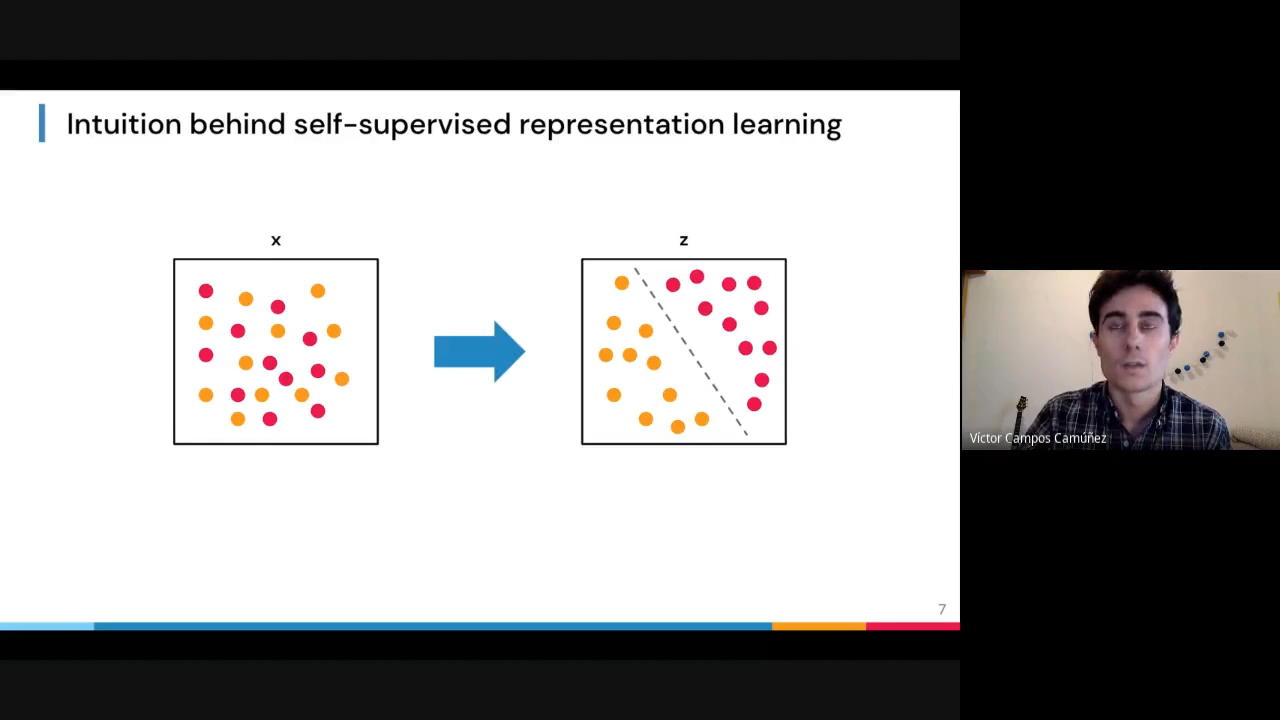 Intuition behind self-supervised representation learning
x
z
Víctor Campos Camúñez
7